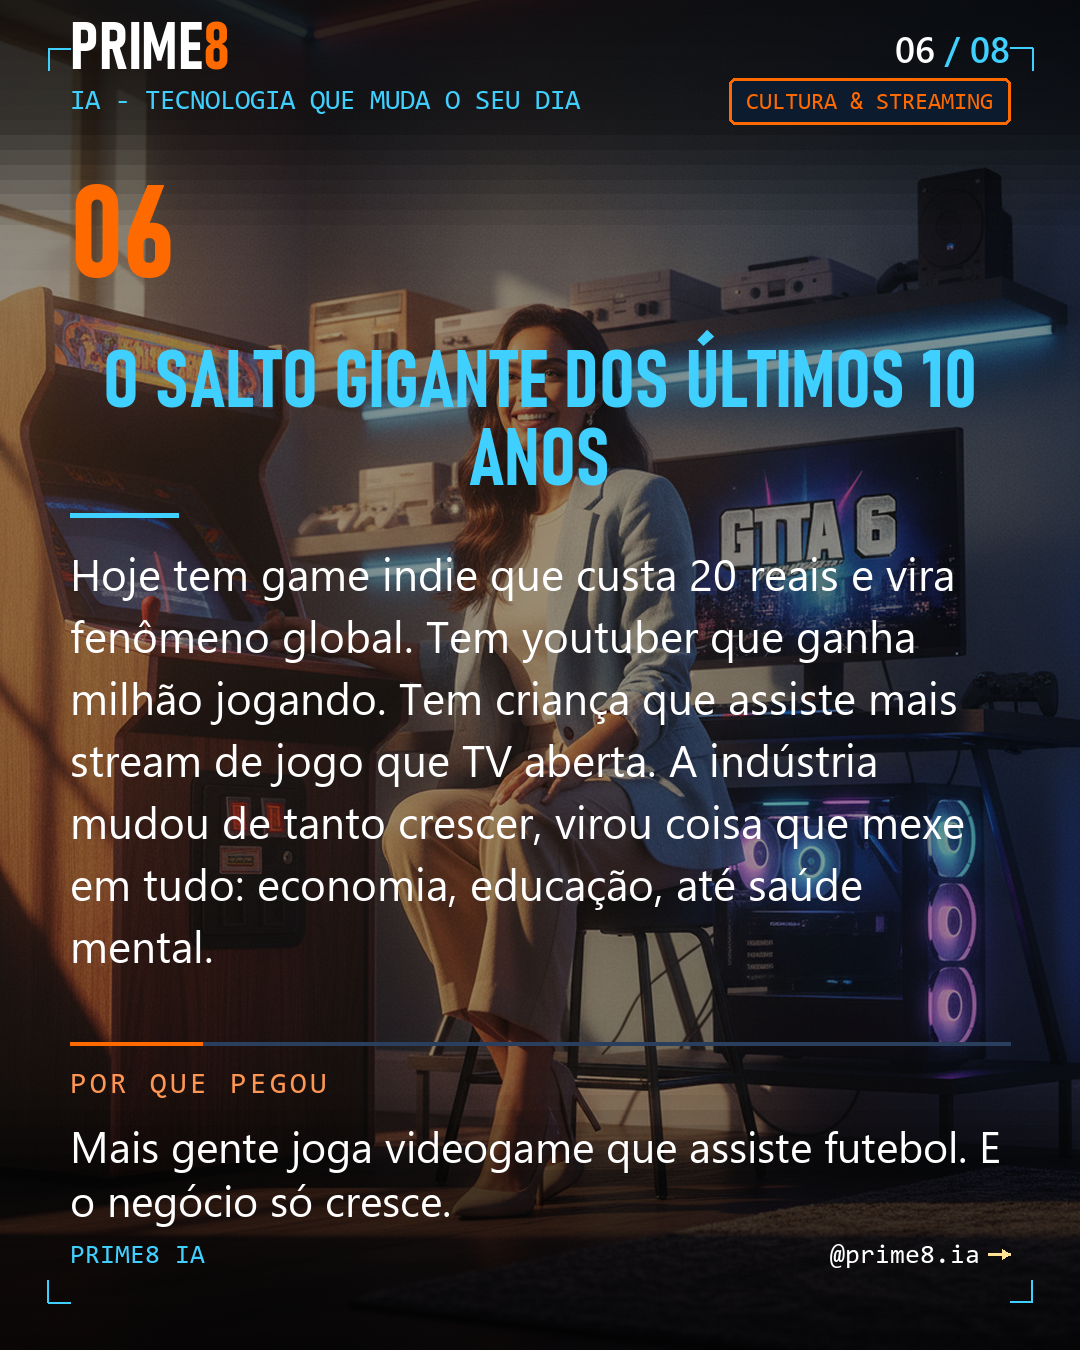 PRIME8
06 / 08
IA - TECNOLOGIA QUE MUDA O SEU DIA
CULTURA & STREAMING
06
O SALTO GIGANTE DOS ÚLTIMOS 10
ANOS
GTTA 6
Hoje tem game indie que custa 20 reais e vira
fenômeno global. Tem youtuber que ganha
milhão jogando. Tem criança que assiste mais
stream de jogo que TV aberta. A indústria
mudou de tanto crescer, virou coisa que mexe
em tudo: economia, educação, até saúde
mental.
POR QUE PEGOU
Mais gente joga videogame que assiste futebol. E
o negócio só cresce.
PRIME8 IA
@prime8.ia